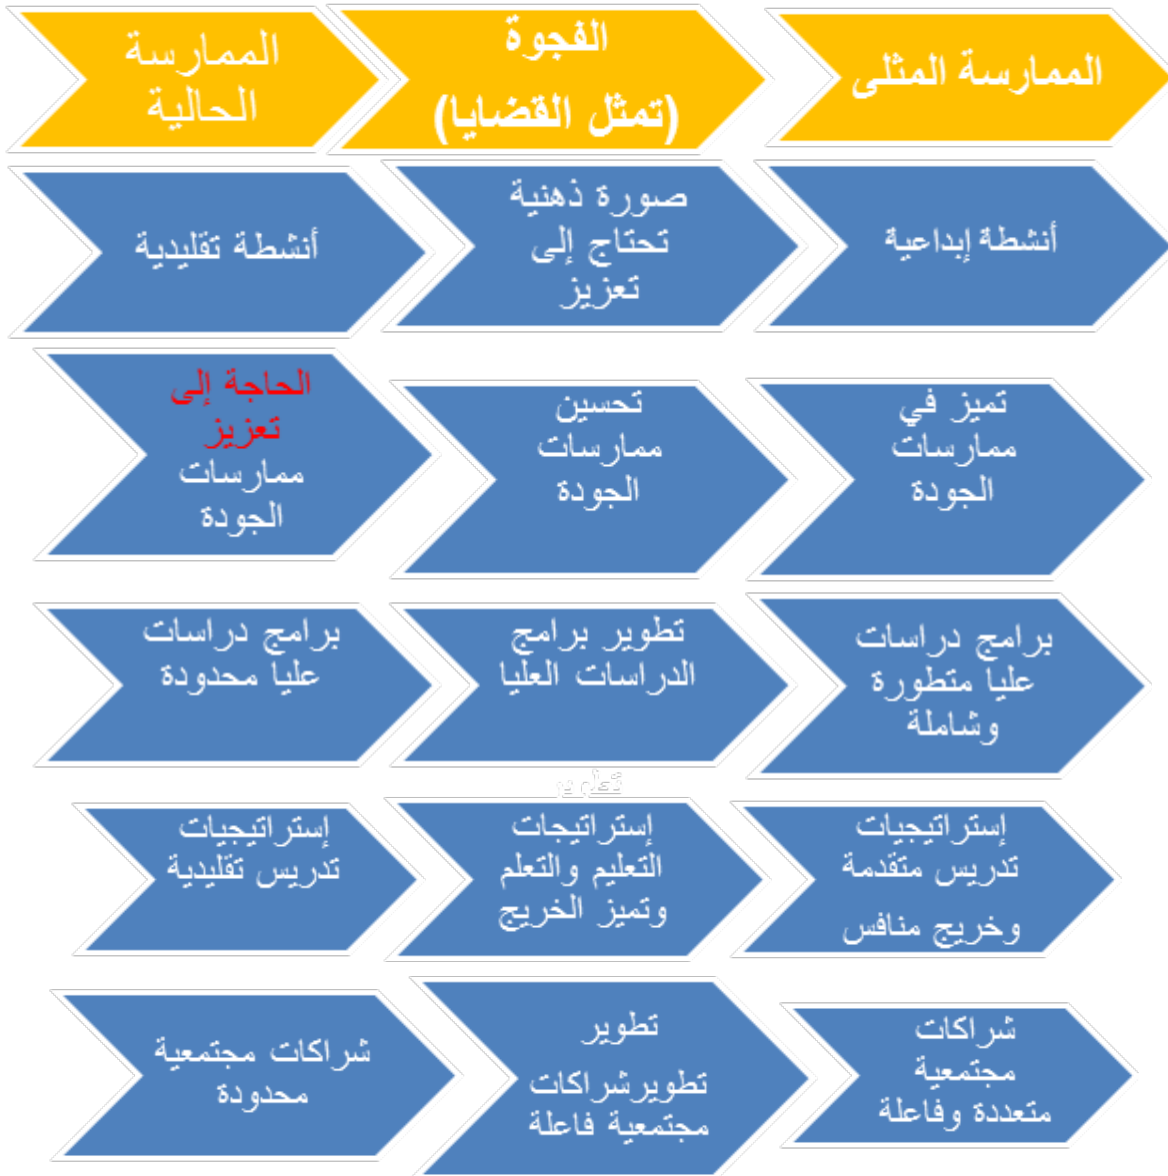 الممارسة
الحالية
الفجوة
(تمثل القضايا)
الممارسة المثلى
أنشطة تقليدية
صورة ذهنية
تحتاج إلى
تعزيز
أنشطة إبداعية
الحاجة إلى
تعزيز
ممارسات
الجودة
تحسين
ممارسات
الجودة
تميز في
ممارسات
الجودة
برامج دراسات
عليا محدودة
تطوير برامج
الدراسات العليا
برامج دراسات
عليا متطورة
وشاملة
إستراتيجيات
تدريس تقليدية
تطوير
إستراتيجات
التعليم والتعلم
وتميز الخريج
إستراتيجيات
تدريس متقدمة
وخريج منافس
شراكات مجتمعية
محدودة
تطوير
تطويرشراكات
مجتمعية فاعلة
شراكات
مجتمعية
متعددة وفاعلة